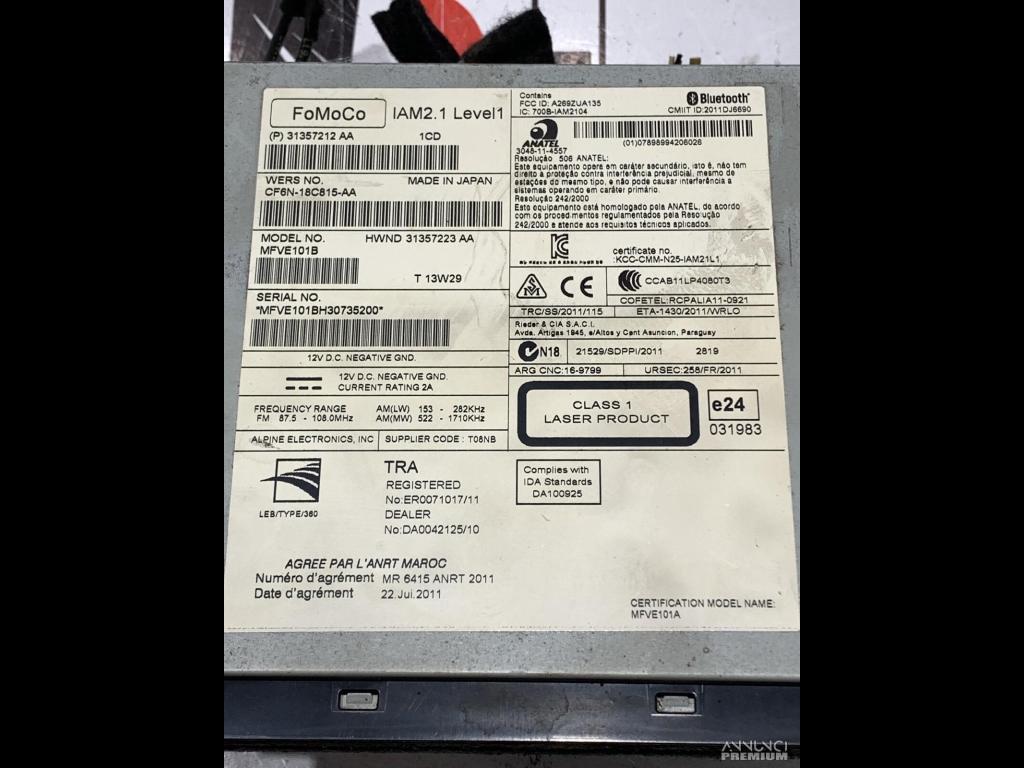 FoMoCo IAM2.1 Level1
(P) 31357212 AA 1CD
WERS NO. MADE IN JAPAN
CF6N-18C815-AA
MODEL NO. HWND 31357223 AA
MFVE101B
T 13W29
SERIAL NO.
*MFVE101BH30735200*
12V D.C. NEGATIVE GND.
12V D.C. NEGATIVE GND.
CURRENT RATING 2A
FREQUENCY RANGE AM(LW) 153 - 282KHz
FM 87.5 - 108.0MHz AM(MW) 522 - 1710KHz
ALPINE ELECTRONICS, INC SUPPLIER CODE : T08NB
Contains
FCC ID: A269ZUA135
IC: 700B-IAM2104
Bluetooth
CMIIT ID:2011DJ6690
ANATEL
3048-11-4557
(01)07898994206026
Resolução 506 ANATEL:
Este equipamento opera em caráter secundário, isto é, não tem
direito a proteção contra interferência prejudicial, mesmo de
estações do mesmo tipo, e não pode causar interferência a
sistemas operando em caráter primário.
Resolução 242/2000
Este equipamento está homologado pela ANATEL, de acordo
com os procedimentos regulamentados pela Resolução
242/2000 e atende aos requisitos técnicos aplicados.
certificate no.
:KCC-CMM-N25-IAM21L1
CE
CCAB11LP4080T3
COFETEL:RCPALIA11-0921
TRC/SS/2011/115 ETA-1430/2011/WRLO
Rieder & CIA S.A.C.I.
Avda. Artigas 1945, e/Altos y Cent Asuncion, Paraguay
N18 21529/SDPPI/2011 2819
ARG CNC:16-9799 URSEC:258/FR/2011
CLASS 1
LASER PRODUCT
e24
031983
LEB/TYPE/360
TRA
REGISTERED
No:ER0071017/11
DEALER
No:DA0042125/10
Complies with
IDA Standards
DA100925
AGREE PAR L'ANRT MAROC
Numéro d'agrément MR 6415 ANRT 2011
Date d'agrément 22.Jul.2011
CERTIFICATION MODEL NAME:
MFVE101A
ANNUNCI
PREMIUM